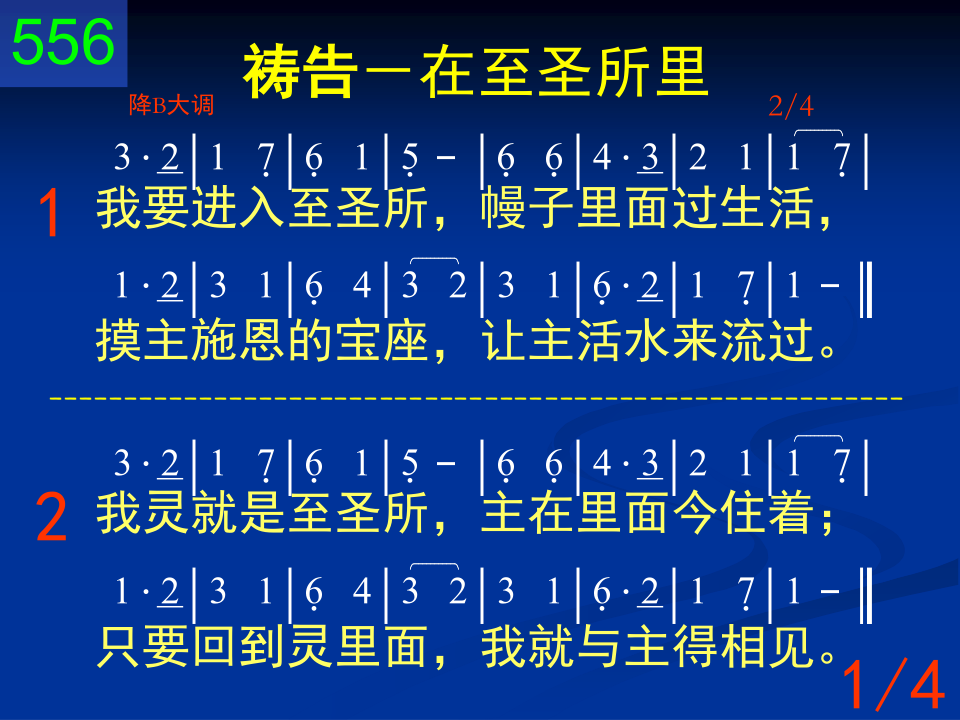 556
祷告－在至圣所里
降B大调 2/4
3 · 2̲ | 1 7̣ | 6̣ 1 | 5̣ － | 6̣ 6̣ | 4 · 3̲ | 2 1 | 1 7̣ |
1 我要进入至圣所，幔子里面过生活，
1 · 2̲ | 3 1 | 6̣ 4 | 3 2 | 3 1 | 6̣ · 2̲ | 1 7̣ | 1 － ‖
摸主施恩的宝座，让主活水来流过。
3 · 2̲ | 1 7̣ | 6̣ 1 | 5̣ － | 6̣ 6̣ | 4 · 3̲ | 2 1 | 1 7̣ |
2 我灵就是至圣所，主在里面今住着；
1 · 2̲ | 3 1 | 6̣ 4 | 3 2 | 3 1 | 6̣ · 2̲ | 1 7̣ | 1 － ‖
只要回到灵里面，我就与主得相见。
1/4